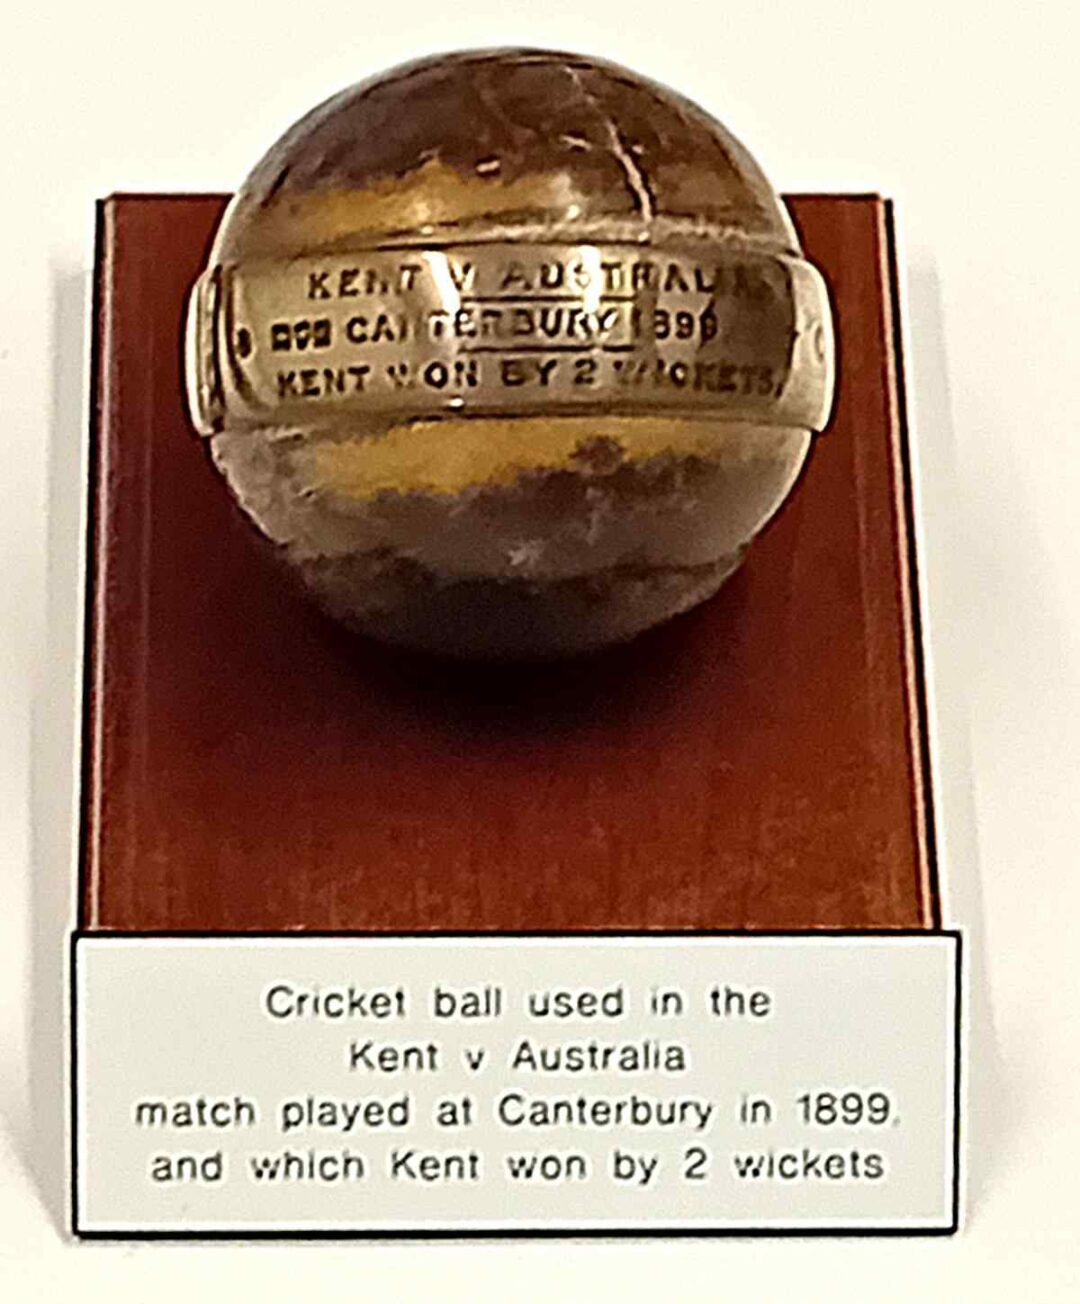 KENT V AUSTRALIA
CANTERBURY 1899
KENT WON BY 2 WICKETS.
Cricket ball used in the
Kent v Australia
match played at Canterbury in 1899,
and which Kent won by 2 wickets